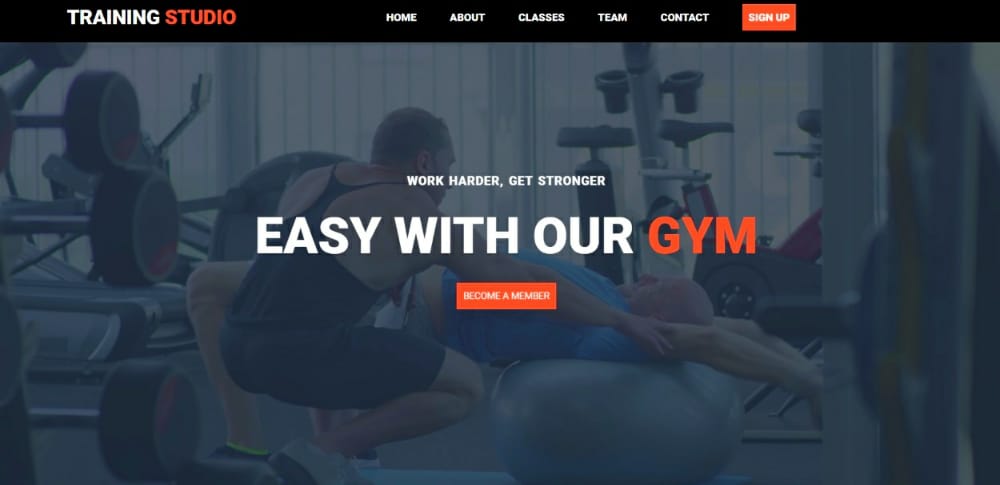 TRAINING STUDIO
HOME ABOUT CLASSES TEAM CONTACT SIGN UP
WORK HARDER, GET STRONGER
EASY WITH OUR GYM
BECOME A MEMBER